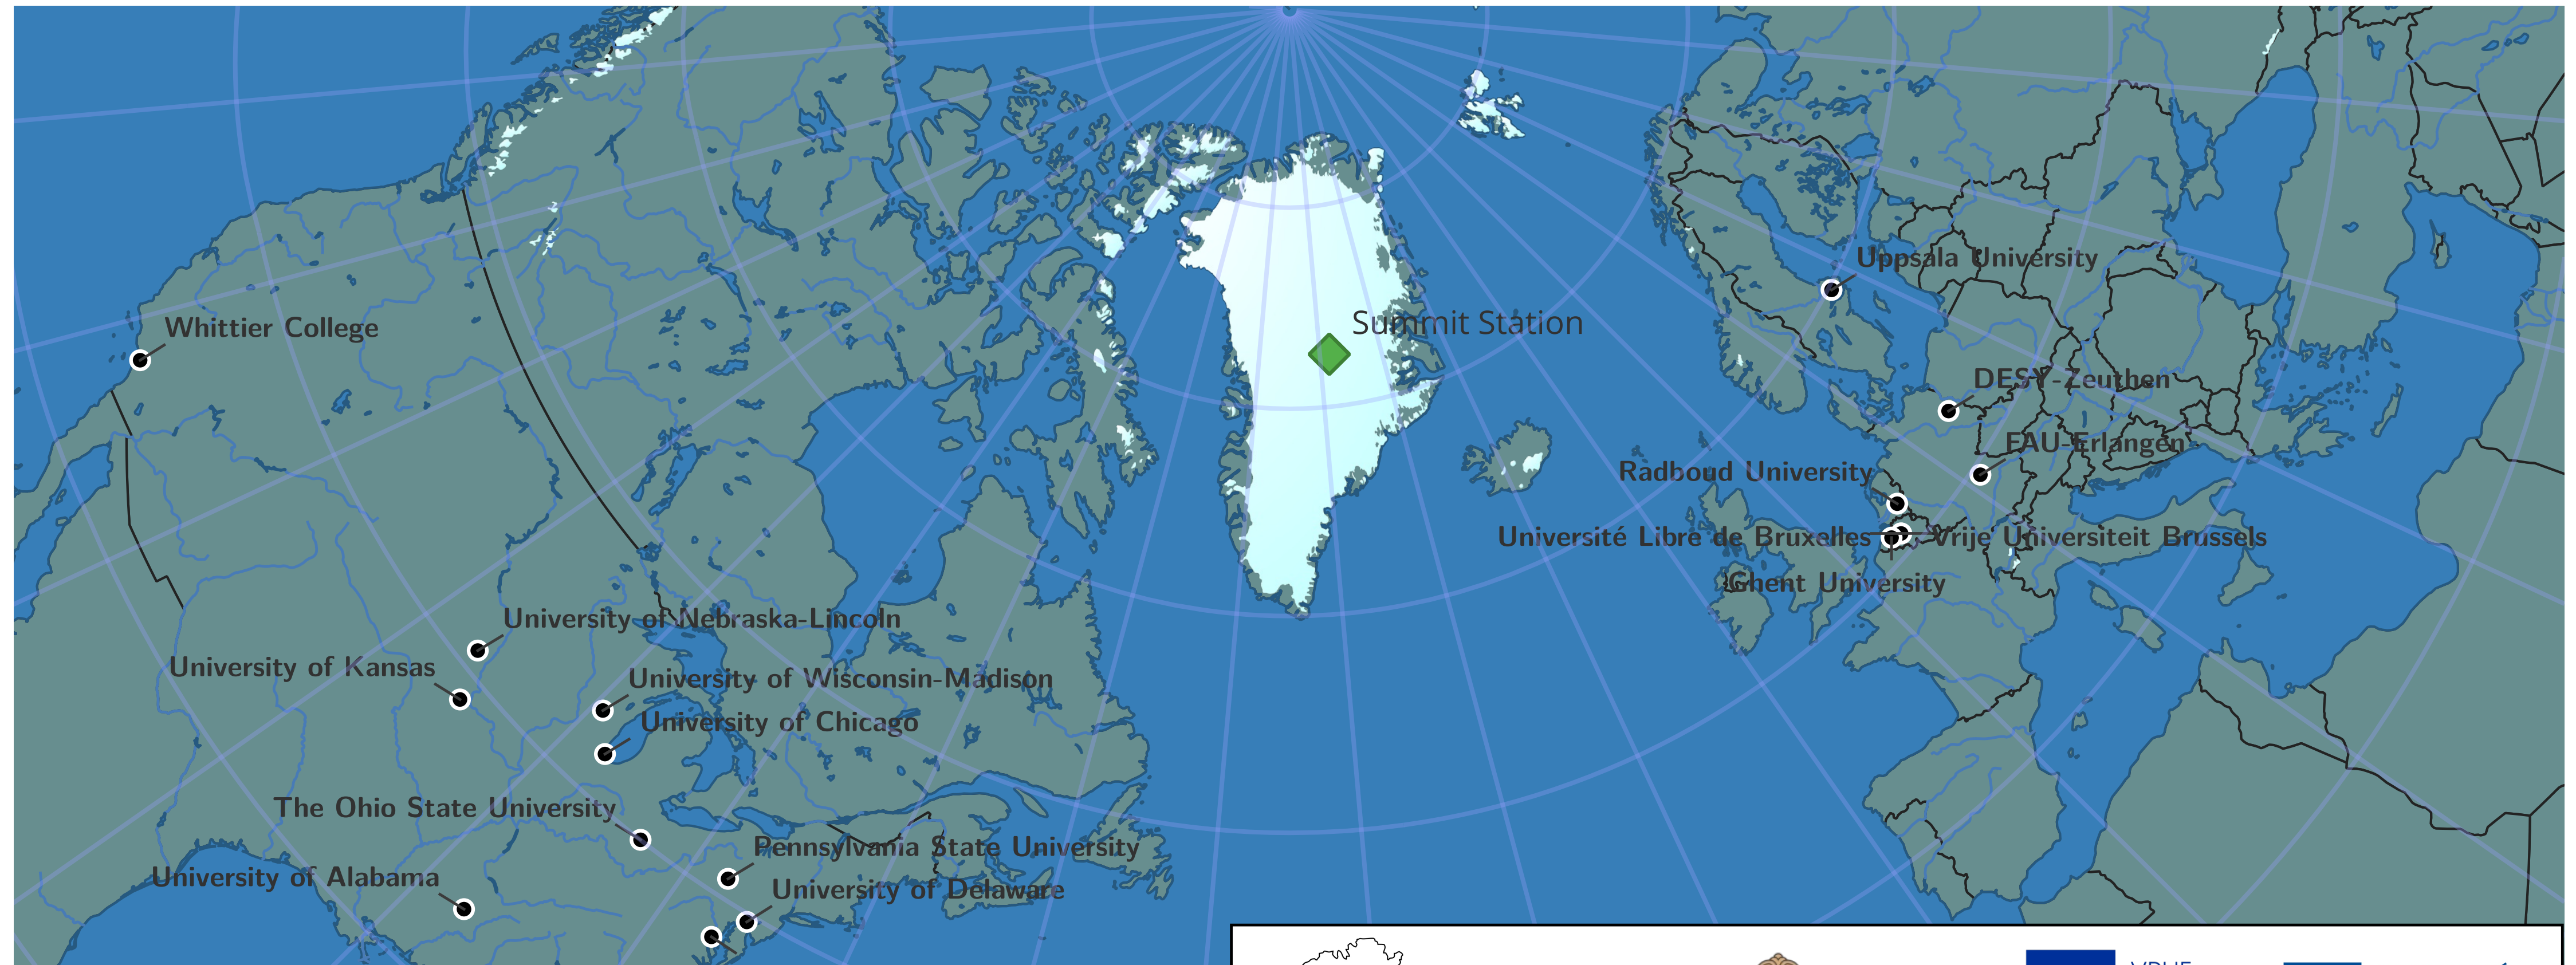 Uppsala University
Summit Station
Whittier College
DESY-Zeuthen
FAU-Erlangen
Radboud University
Université Libre de Bruxelles
Vrije Universiteit Brussels
Ghent University
University of Nebraska-Lincoln
University of Kansas
University of Wisconsin-Madison
University of Chicago
The Ohio State University
Pennsylvania State University
University of Alabama
University of Delaware